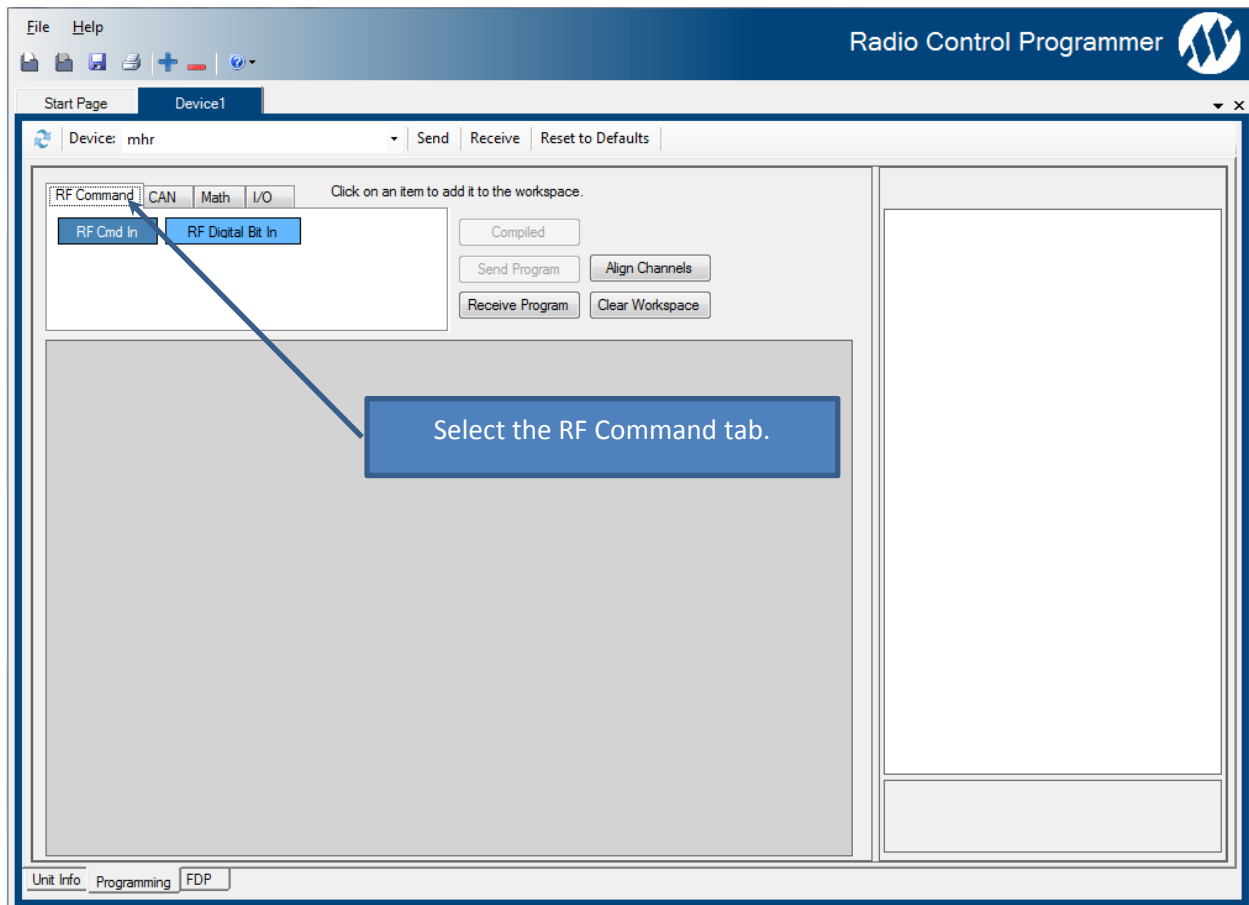 File Help
Radio Control Programmer
Start Page Device1
Device: mhr Send Receive Reset to Defaults
RF Command CAN Math I/O Click on an item to add it to the workspace.
RF Cmd In RF Digital Bit In
Compiled
Send Program Align Channels
Receive Program Clear Workspace
Select the RF Command tab.
Unit Info Programming FDP